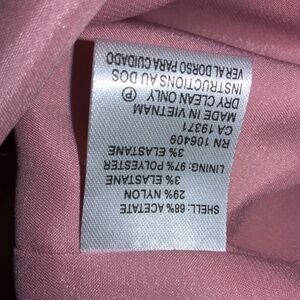 SHELL: 68% ACETATE
29% NYLON
3% ELASTANE
LINING: 97% POLYESTER
3% ELASTANE
RN 106409
CA 19371
MADE IN VIETNAM
DRY CLEAN ONLY Ⓟ
INSTRUCTIONS AU DOS
VER AL DORSO PARA CUIDADO